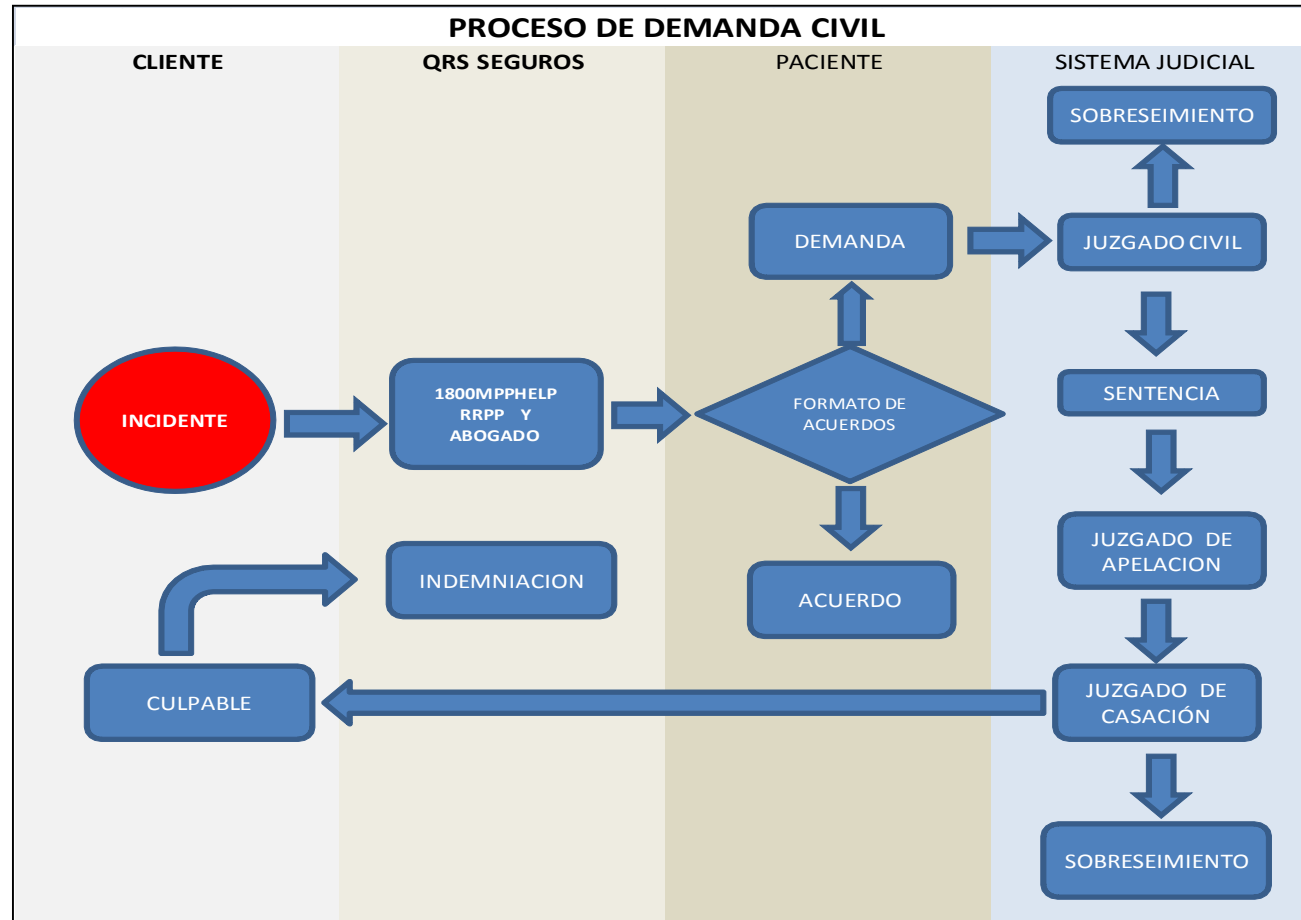 PROCESO DE DEMANDA CIVIL
CLIENTE
QRS SEGUROS
PACIENTE
SISTEMA JUDICIAL
SOBRESEIMIENTO
DEMANDA
JUZGADO CIVIL
INCIDENTE
1800MPPHELP
RRPP Y
ABOGADO
FORMATO DE
ACUERDOS
SENTENCIA
INDEMNIACION
ACUERDO
JUZGADO DE
APELACION
CULPABLE
JUZGADO DE
CASACIÓN
SOBRESEIMIENTO